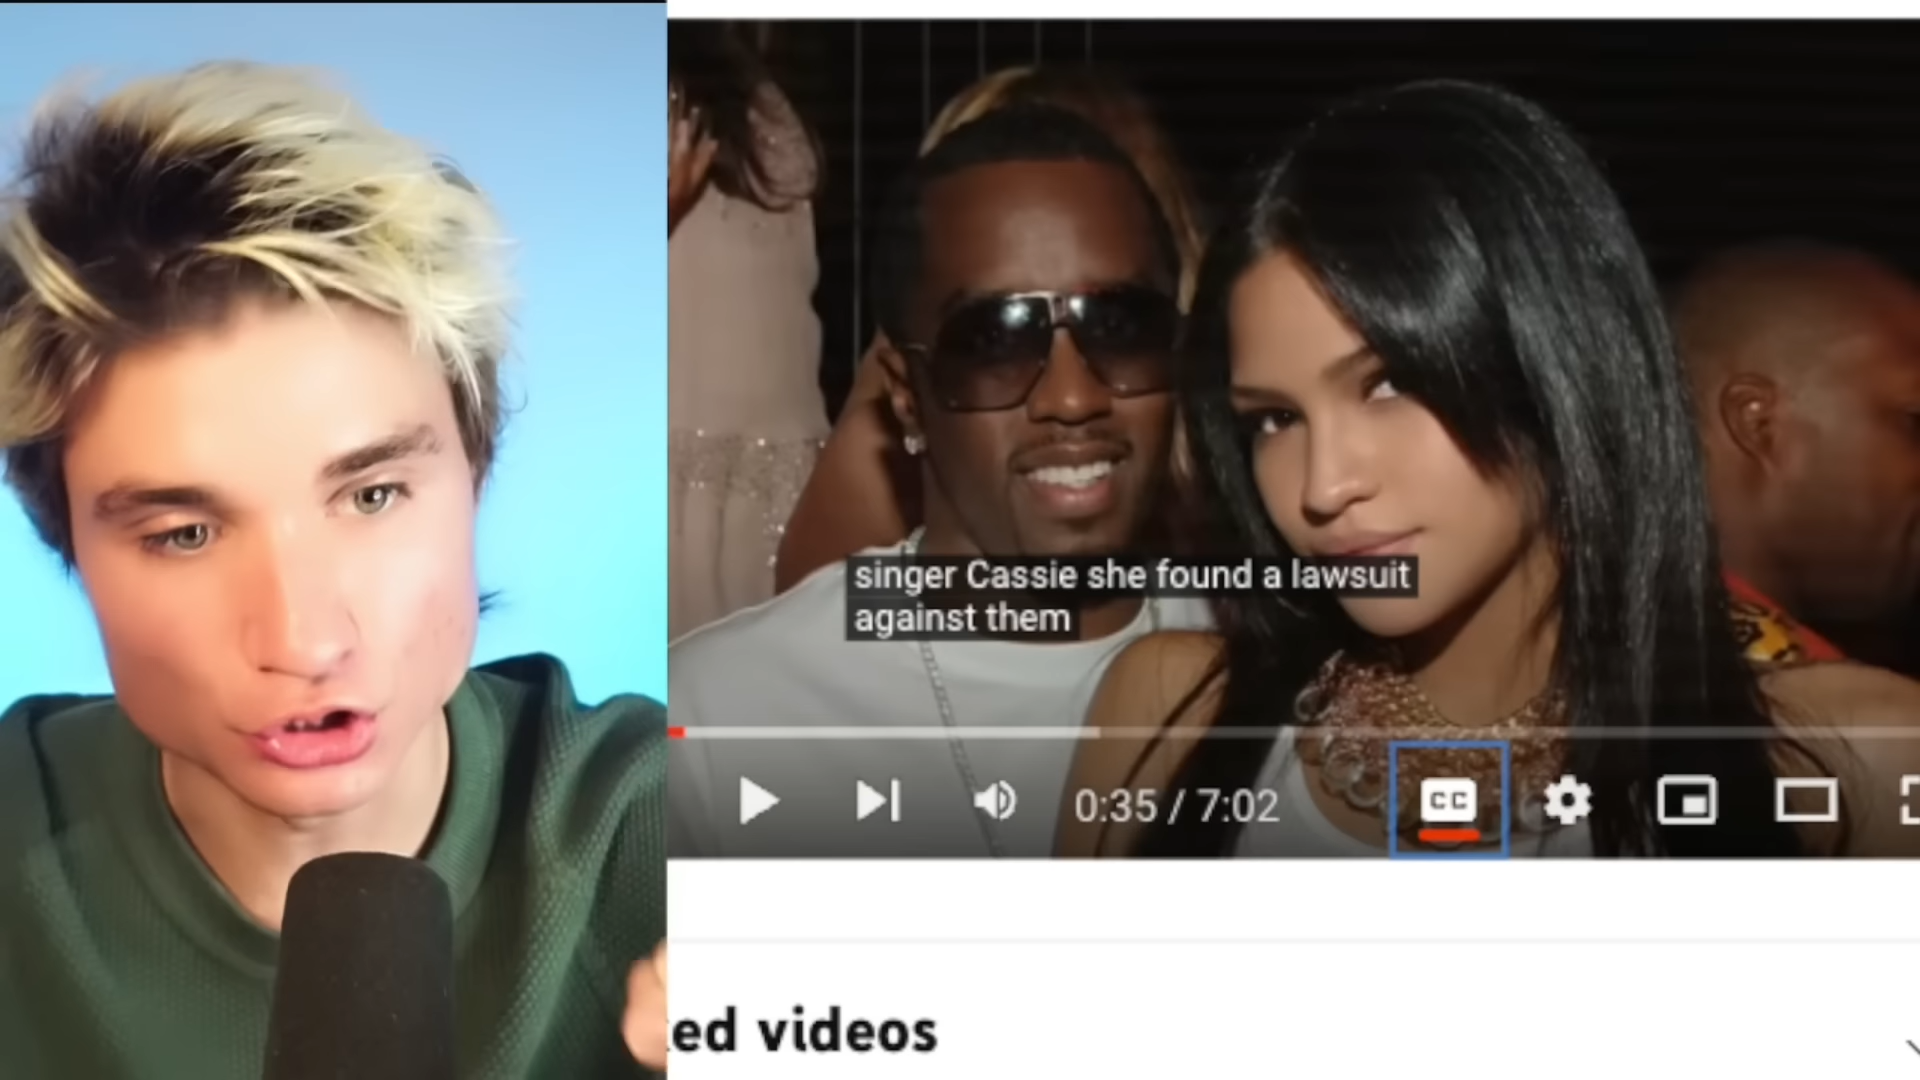 singer Cassie she found a lawsuit
against them
0:35 / 7:02
CC
ed videos